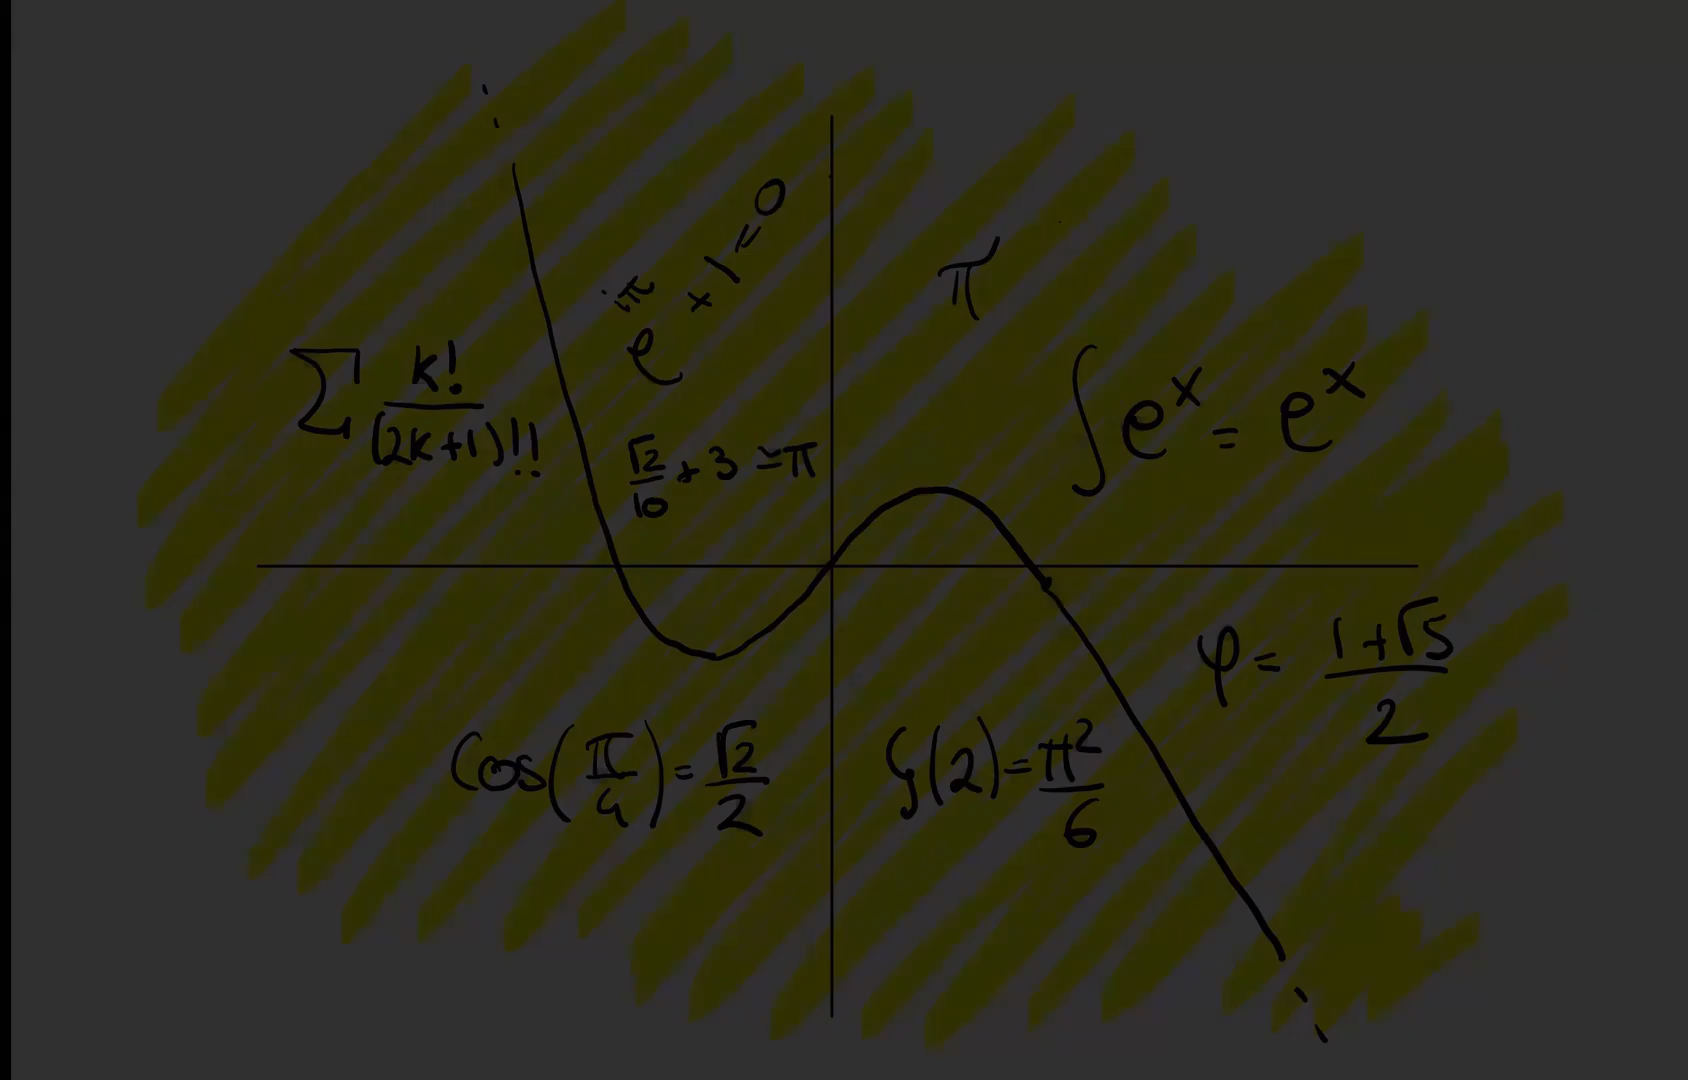 e^{iπ} + 1 = 0
π
∑ k!/(2k+1)!!
∫ e^x = e^x
√2/10 + 3 ≃ π
φ = (1+√5)/2
cos(π/4) = √2/2
ζ(2) = π²/6